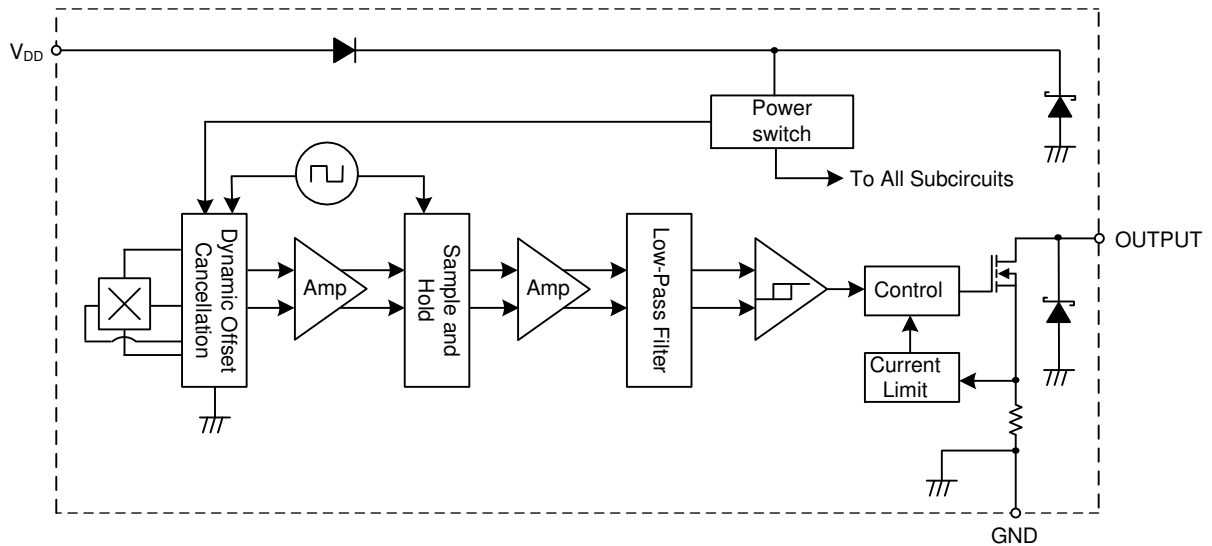 VDD
Power
switch
To All Subcircuits
Dynamic Offset
Cancellation
Amp
Sample and
Hold
Amp
Low-Pass Filter
Control
Current
Limit
OUTPUT
GND